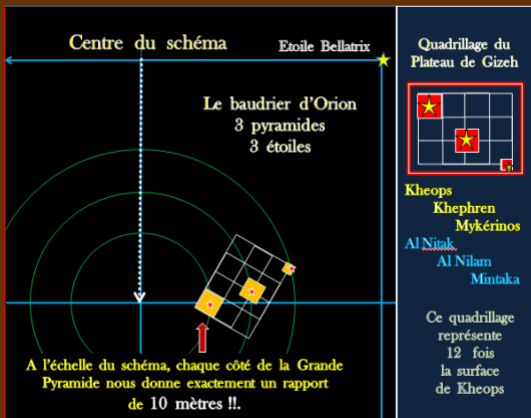 Centre du schéma
Etoile Bellatrix
Le baudrier d'Orion
3 pyramides
3 étoiles
A l'échelle du schéma, chaque côté de la Grande
Pyramide nous donne exactement un rapport
de 10 mètres !!.
Quadrillage du
Plateau de Gizeh
Kheops
Khephren
Mykérinos
Al Nitak
Al Nilam
Mintaka
Ce quadrillage
représente
12 fois
la surface
de Kheops